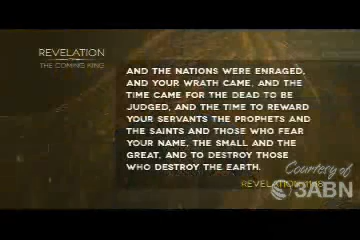 REVELATION
THE COMING KING
AND THE NATIONS WERE ENRAGED,
AND YOUR WRATH CAME, AND THE
TIME CAME FOR THE DEAD TO BE
JUDGED, AND THE TIME TO REWARD
YOUR SERVANTS THE PROPHETS AND
THE SAINTS AND THOSE WHO FEAR
YOUR NAME, THE SMALL AND THE
GREAT, AND TO DESTROY THOSE
WHO DESTROY THE EARTH.
Courtesy of
REVELATION
3ABN